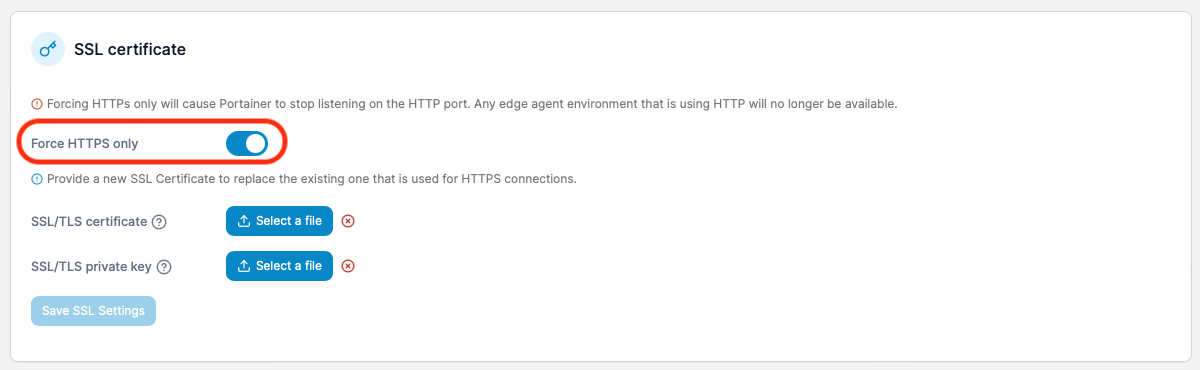 SSL certificate
Forcing HTTPs only will cause Portainer to stop listening on the HTTP port. Any edge agent environment that is using HTTP will no longer be available.
Force HTTPS only
Provide a new SSL Certificate to replace the existing one that is used for HTTPS connections.
SSL/TLS certificate Select a file
SSL/TLS private key Select a file
Save SSL Settings